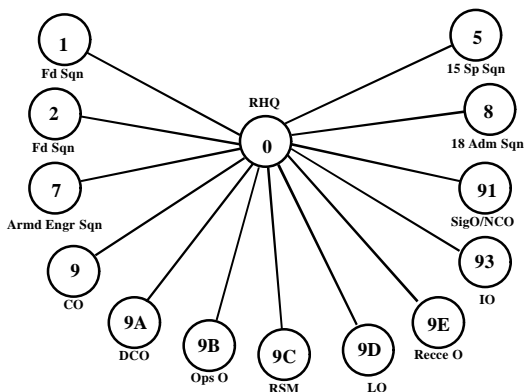 1
Fd Sqn
2
Fd Sqn
7
Armd Engr Sqn
9
CO
9A
DCO
9B
Ops O
9C
RSM
9D
LO
9E
Recce O
93
IO
91
SigO/NCO
8
18 Adm Sqn
5
15 Sp Sqn
RHQ
0